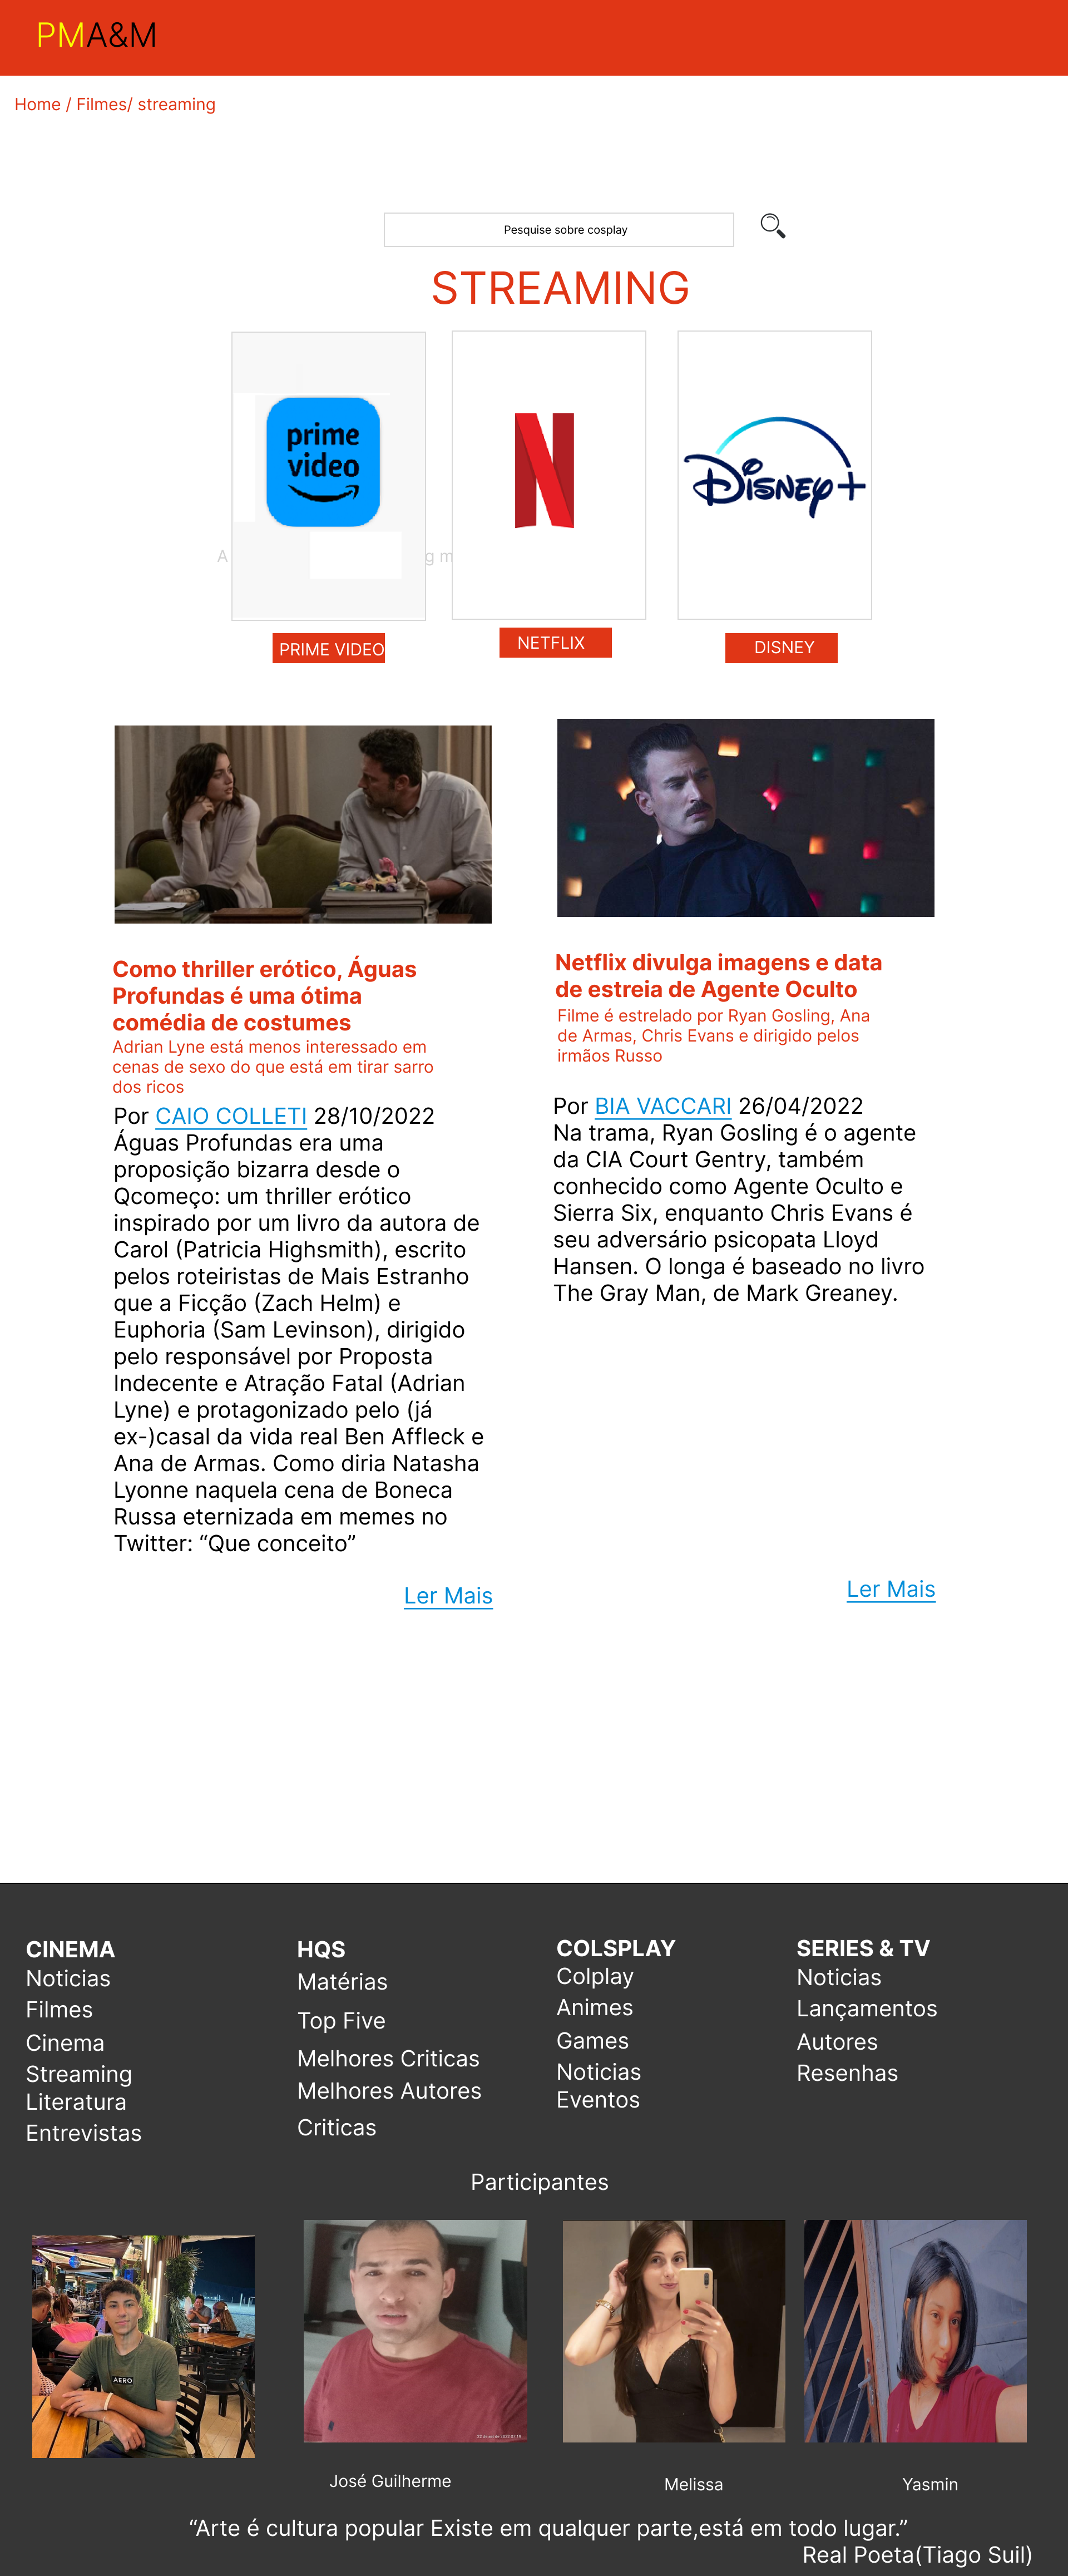 PMA&M
Home / Filmes/ streaming
Pesquise sobre cosplay
STREAMING
prime
video
Disney+
A
g m
PRIME VIDEO
NETFLIX
DISNEY
Como thriller erótico, Águas
Profundas é uma ótima
comédia de costumes
Adrian Lyne está menos interessado em
cenas de sexo do que está em tirar sarro
dos ricos
Por CAIO COLLETI 28/10/2022
Águas Profundas era uma
proposição bizarra desde o
Qcomeço: um thriller erótico
inspirado por um livro da autora de
Carol (Patricia Highsmith), escrito
pelos roteiristas de Mais Estranho
que a Ficção (Zach Helm) e
Euphoria (Sam Levinson), dirigido
pelo responsável por Proposta
Indecente e Atração Fatal (Adrian
Lyne) e protagonizado pelo (já
ex-)casal da vida real Ben Affleck e
Ana de Armas. Como diria Natasha
Lyonne naquela cena de Boneca
Russa eternizada em memes no
Twitter: “Que conceito”
Ler Mais
Netflix divulga imagens e data
de estreia de Agente Oculto
Filme é estrelado por Ryan Gosling, Ana
de Armas, Chris Evans e dirigido pelos
irmãos Russo
Por BIA VACCARI 26/04/2022
Na trama, Ryan Gosling é o agente
da CIA Court Gentry, também
conhecido como Agente Oculto e
Sierra Six, enquanto Chris Evans é
seu adversário psicopata Lloyd
Hansen. O longa é baseado no livro
The Gray Man, de Mark Greaney.
Ler Mais
CINEMA
Noticias
Filmes
Cinema
Streaming
Literatura
Entrevistas
HQS
Matérias
Top Five
Melhores Criticas
Melhores Autores
Criticas
COLSPLAY
Colplay
Animes
Games
Noticias
Eventos
SERIES & TV
Noticias
Lançamentos
Autores
Resenhas
Participantes
AERO
José Guilherme
Melissa
Yasmin
“Arte é cultura popular Existe em qualquer parte,está em todo lugar.”
Real Poeta(Tiago Suil)